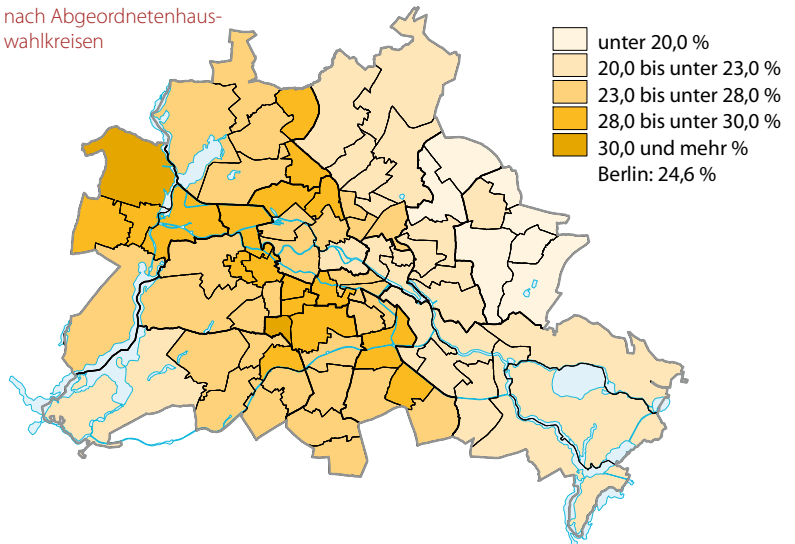 nach Abgeordnetenhaus-
wahlkreisen
unter 20,0 %
20,0 bis unter 23,0 %
23,0 bis unter 28,0 %
28,0 bis unter 30,0 %
30,0 und mehr %
Berlin: 24,6 %